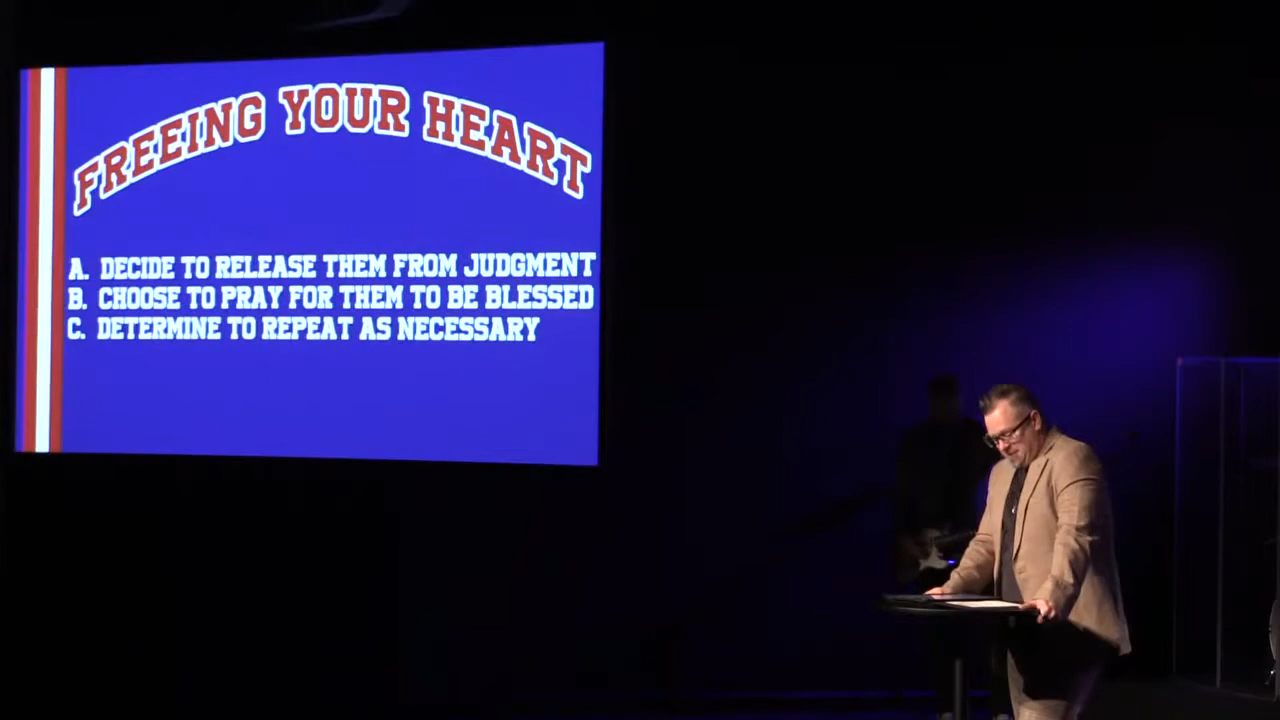 FREEING YOUR HEART
A. DECIDE TO RELEASE THEM FROM JUDGMENT
B. CHOOSE TO PRAY FOR THEM TO BE BLESSED
C. DETERMINE TO REPEAT AS NECESSARY